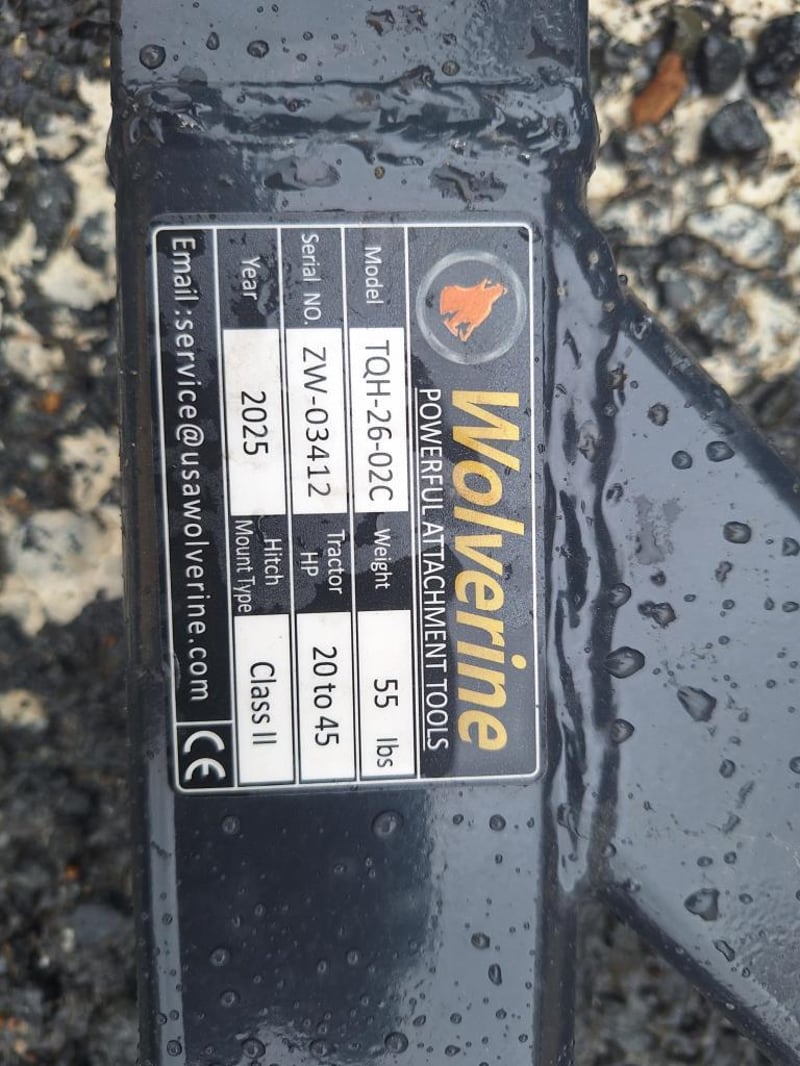 Wolverine
POWERFUL ATTACHMENT TOOLS
Model TQH-26-02C Weight 55 lbs
Serial NO. ZW-03412 Tractor HP 20 to 45
Year 2025 Hitch Mount Type Class II
Email :service@usawolverine.com CE